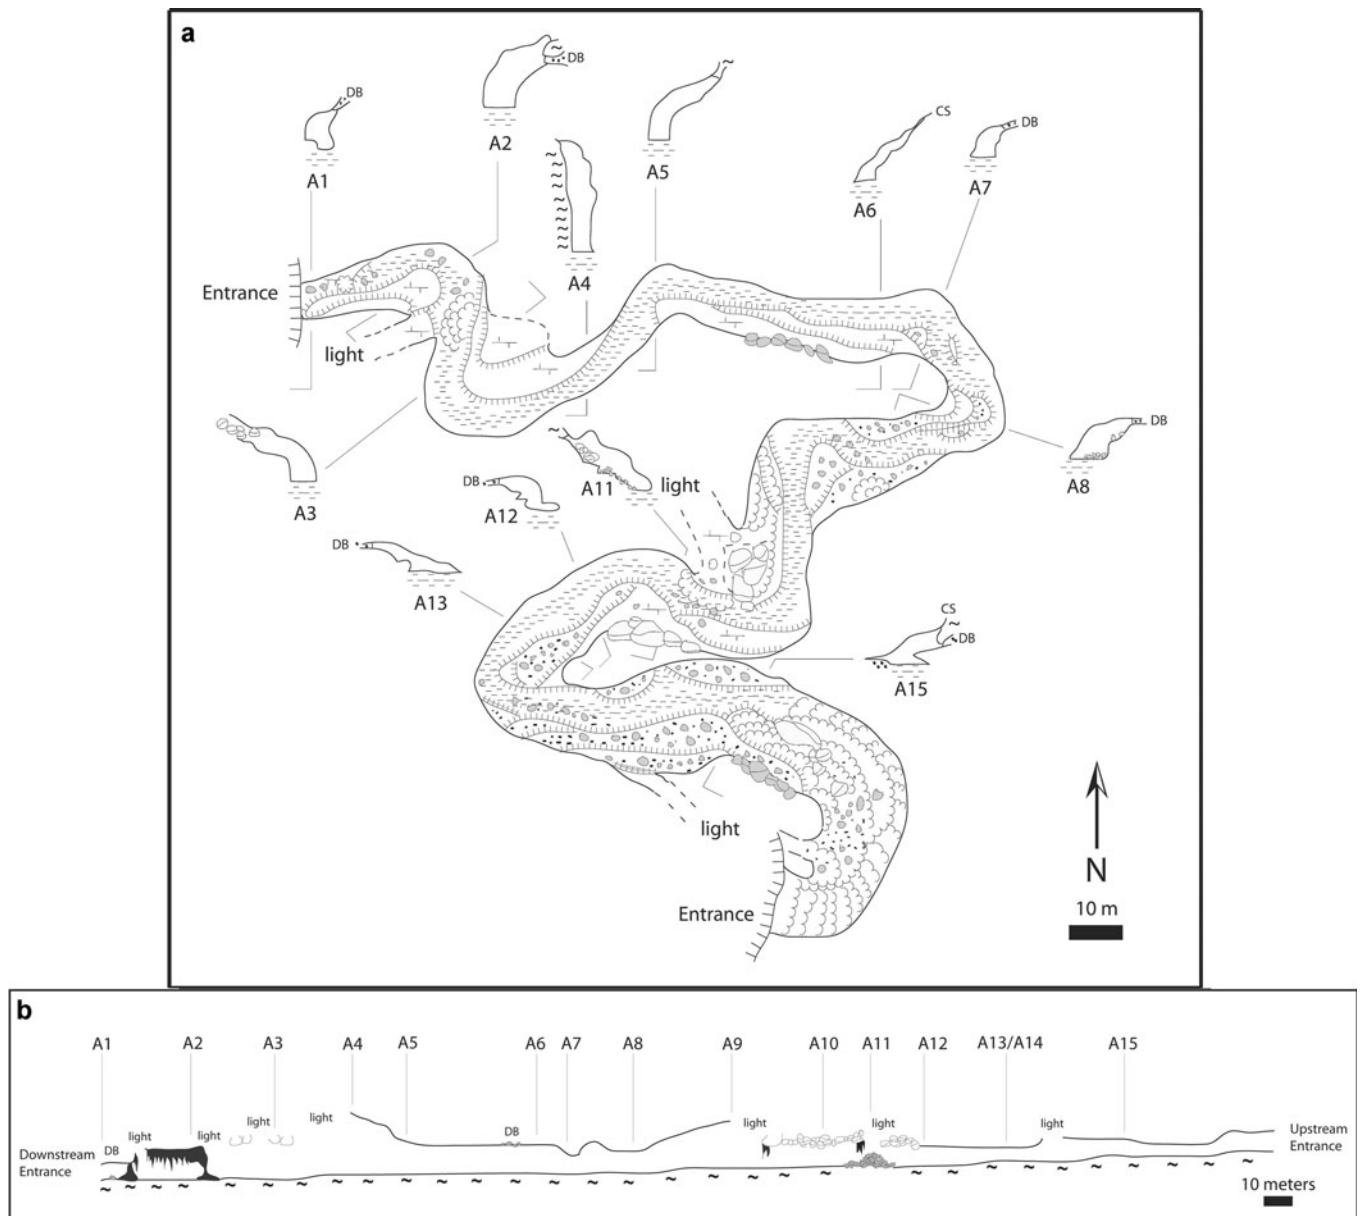 a
DB
A1
~
DB
A2
~
A5
CS
A6
DB
A7
A4
Entrance
light
A3
DB
A12
~
A11
light
DB
A8
DB
A13
CS
~
DB
A15
light
Entrance
N
10 m
b
A1 A2 A3 A4 A5 A6 A7 A8 A9 A10 A11 A12 A13/A14 A15
light light light light DB light light light
Downstream
Entrance
DB
Upstream
Entrance
10 meters